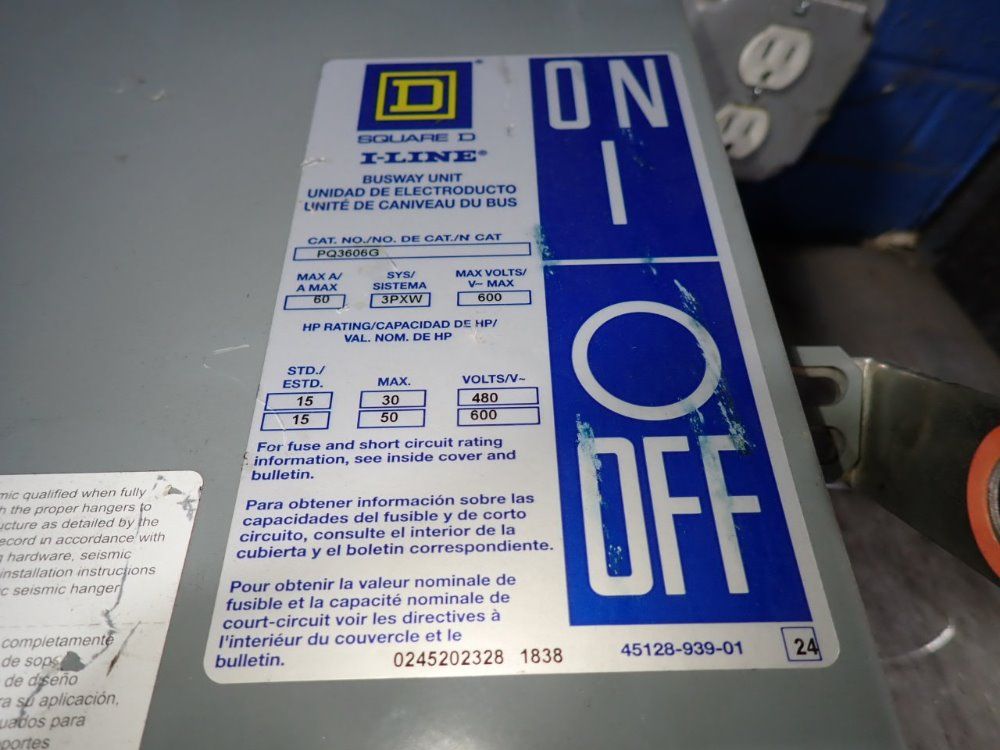 D
SQUARE D
I-LINE®
BUSWAY UNIT
UNIDAD DE ELECTRODUCTO
UNITÉ DE CANIVEAU DU BUS
CAT. NO./NO. DE CAT./N CAT
PQ3606G
MAX A/ A MAX
60
SYS/ SISTEMA
3PXW
MAX VOLTS/ V~ MAX
600
HP RATING/CAPACIDAD DE HP/
VAL. NOM. DE HP
STD./ ESTD. MAX. VOLTS/V~
15 30 480
15 50 600
For fuse and short circuit rating
information, see inside cover and
bulletin.
Para obtener información sobre las
capacidades del fusible y de corto
circuito, consulte el interior de la
cubierta y el boletin correspondiente.
Pour obtenir la valeur nominale de
fusible et la capacité nominale de
court-circuit voir les directives à
l'interiéur du couvercle et le
bulletin.
0245202328 1838
45128-939-01
24
ON
I
O
OFF
mic qualified when fully
the proper hangers to
ucture as detailed by the
ecord in accordance with
hardware, seismic
installation instructions
seismic hanger
completamente
de
de diseño
su aplicación,
uados para
portes